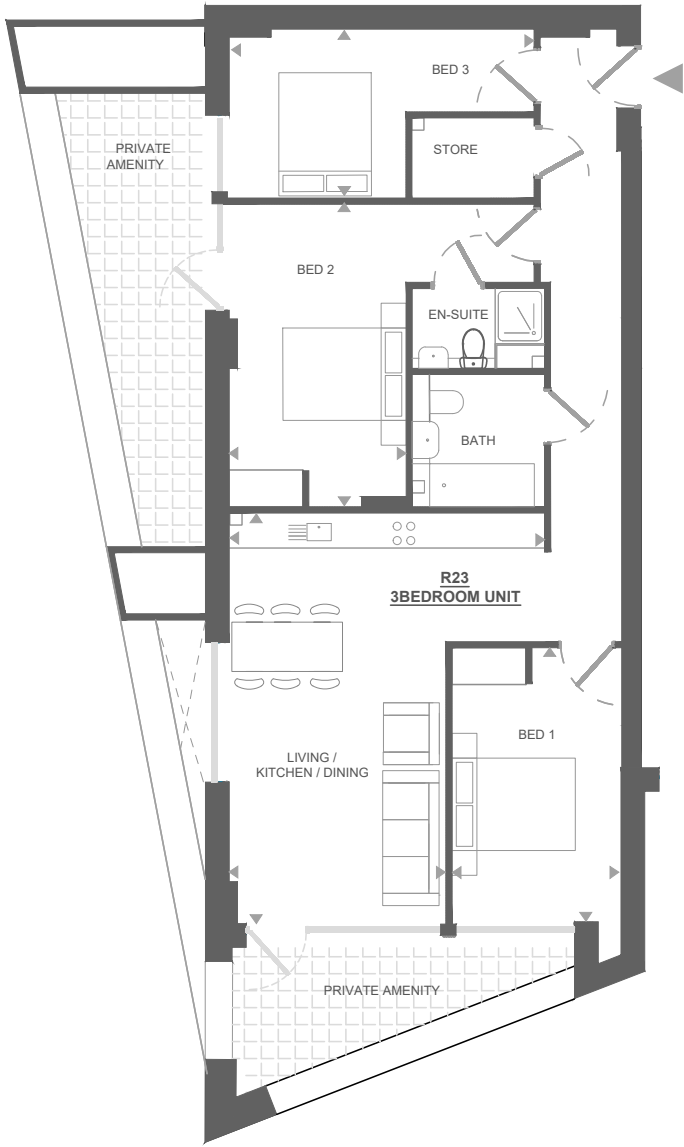 BED 3
PRIVATE
AMENITY
STORE
BED 2
EN-SUITE
BATH
R23
3BEDROOM UNIT
BED 1
LIVING /
KITCHEN / DINING
PRIVATE AMENITY